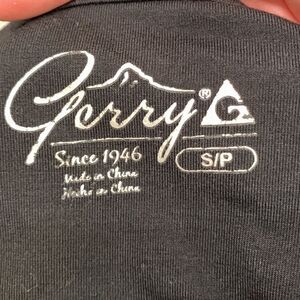 Gerry® G
Since 1946
Made in China
Hecho en China
S/P